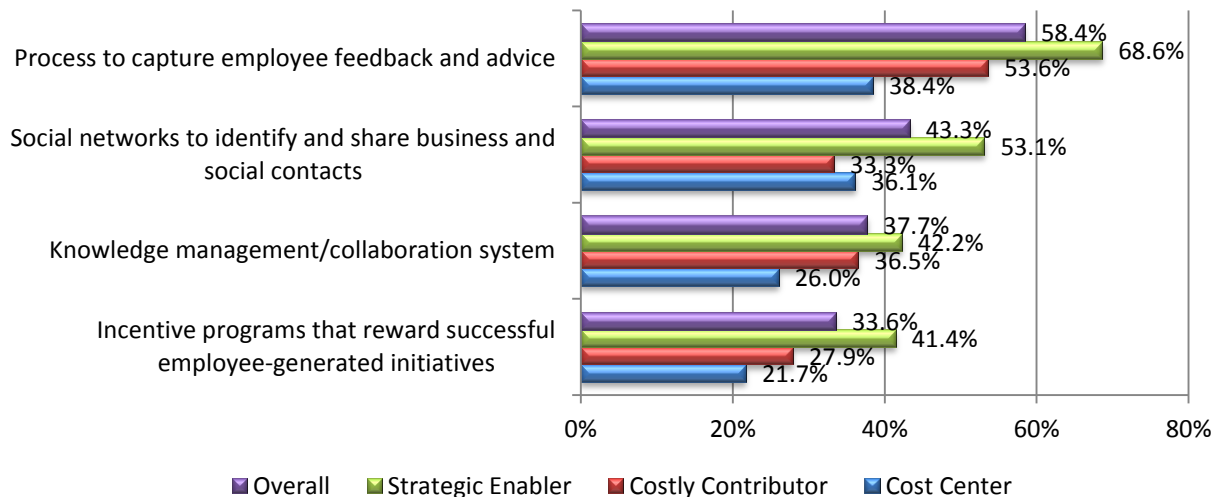 Process to capture employee feedback and advice
58.4%
68.6%
53.6%
38.4%
Social networks to identify and share business and
social contacts
43.3%
53.1%
33.3%
36.1%
Knowledge management/collaboration system
37.7%
42.2%
36.5%
26.0%
Incentive programs that reward successful
employee-generated initiatives
33.6%
41.4%
27.9%
21.7%
0% 20% 40% 60% 80%
Overall Strategic Enabler Costly Contributor Cost Center